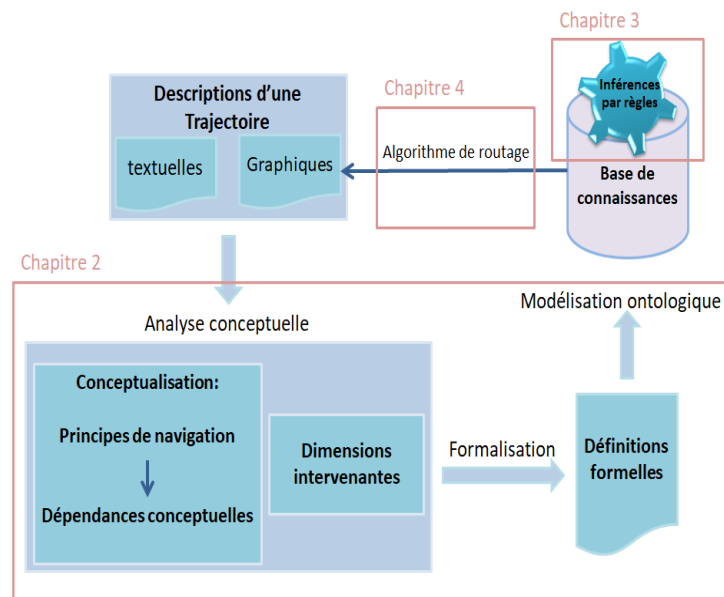 Chapitre 3
Inférences
par règles
Base de
connaissances
Chapitre 4
Algorithme de routage
Descriptions d’une
Trajectoire
textuelles
Graphiques
Chapitre 2
Modélisation ontologique
Analyse conceptuelle
Conceptualisation:
Principes de navigation
Dépendances conceptuelles
Dimensions
intervenantes
Formalisation
Définitions
formelles